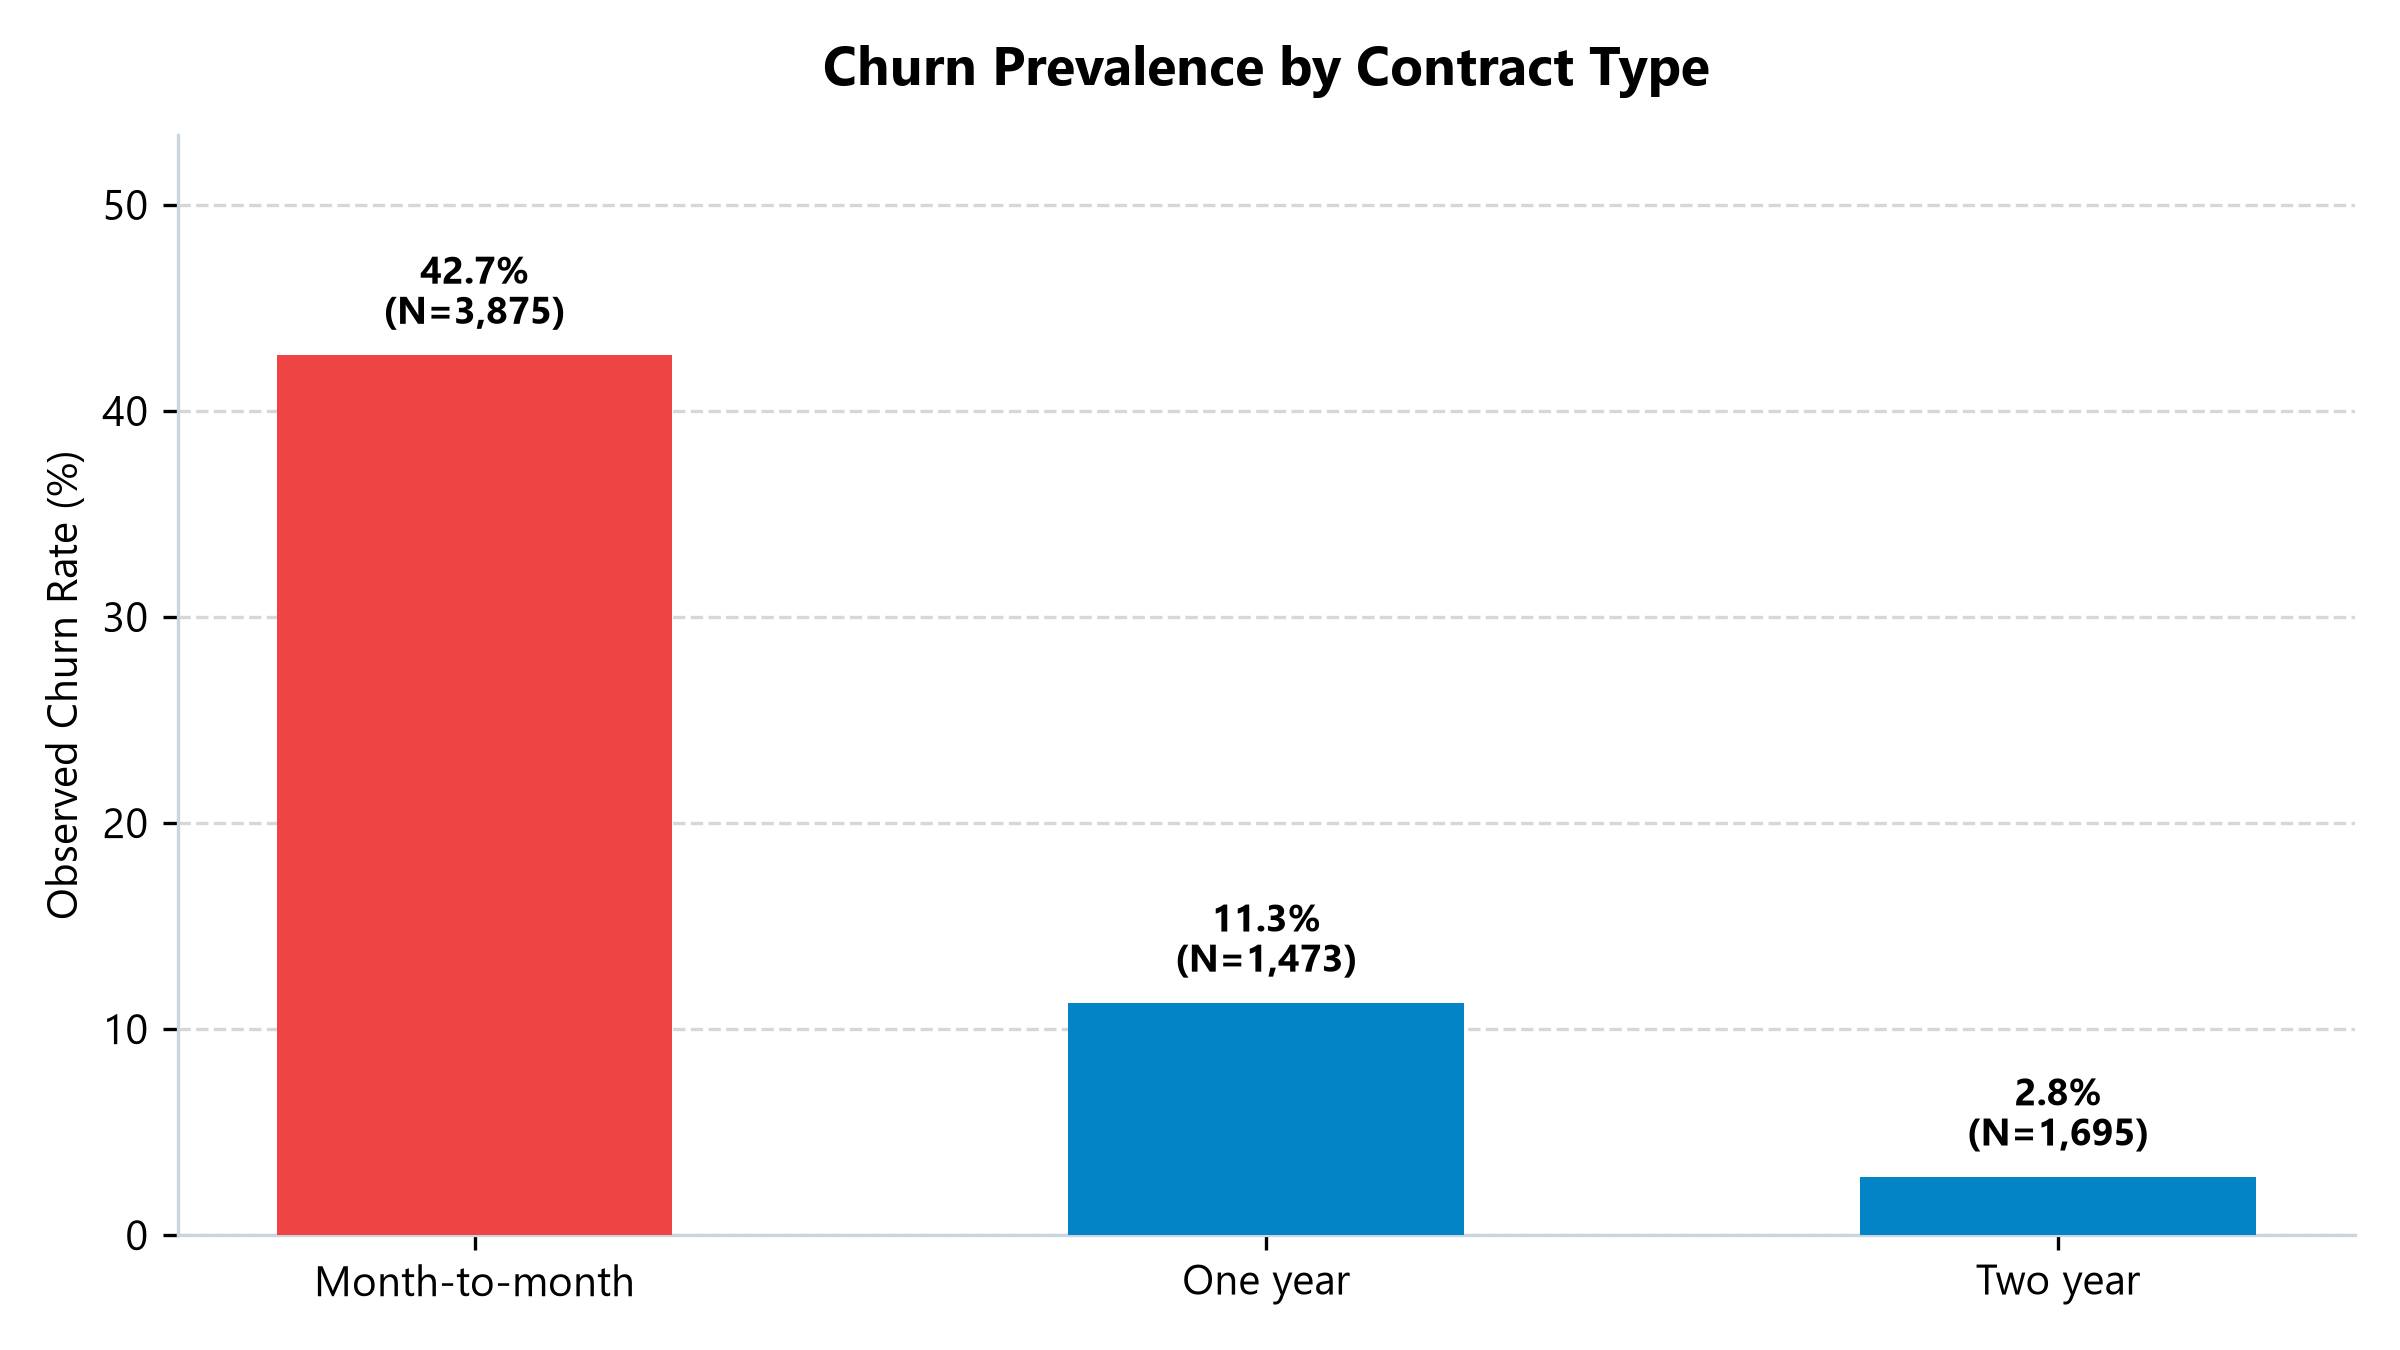 Churn Prevalence by Contract Type
Observed Churn Rate (%)
50
40
30
20
10
0
42.7%
(N=3,875)
11.3%
(N=1,473)
2.8%
(N=1,695)
Month-to-month
One year
Two year